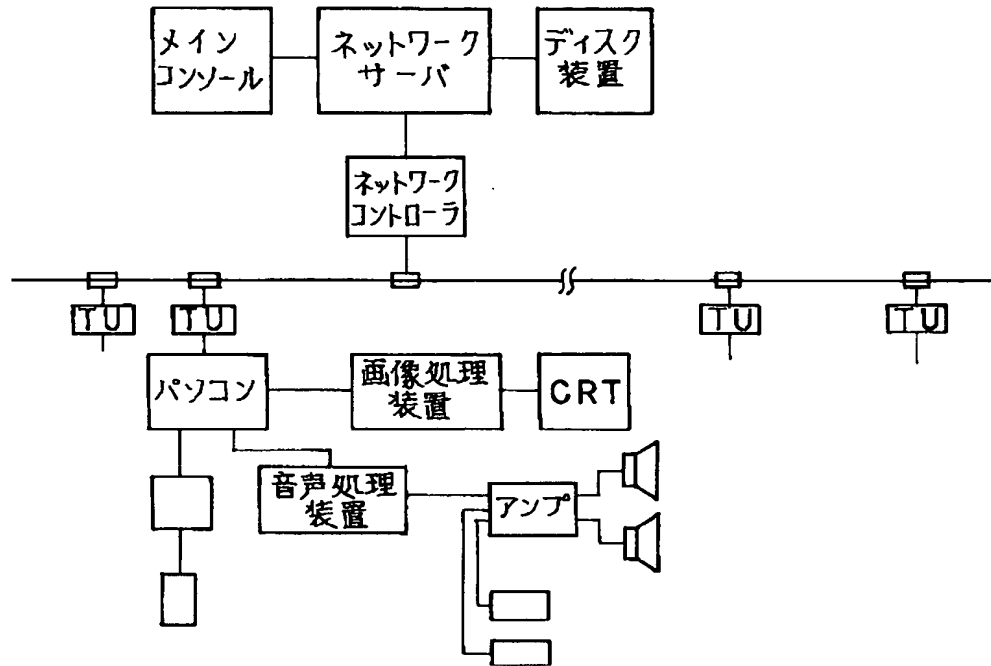 メイン
コンソール
ネットワーク
サーバ
ディスク
装置
ネットワーク
コントローラ
TU
TU
TU
TU
パソコン
画像処理
装置
CRT
音声処理
装置
アンプ